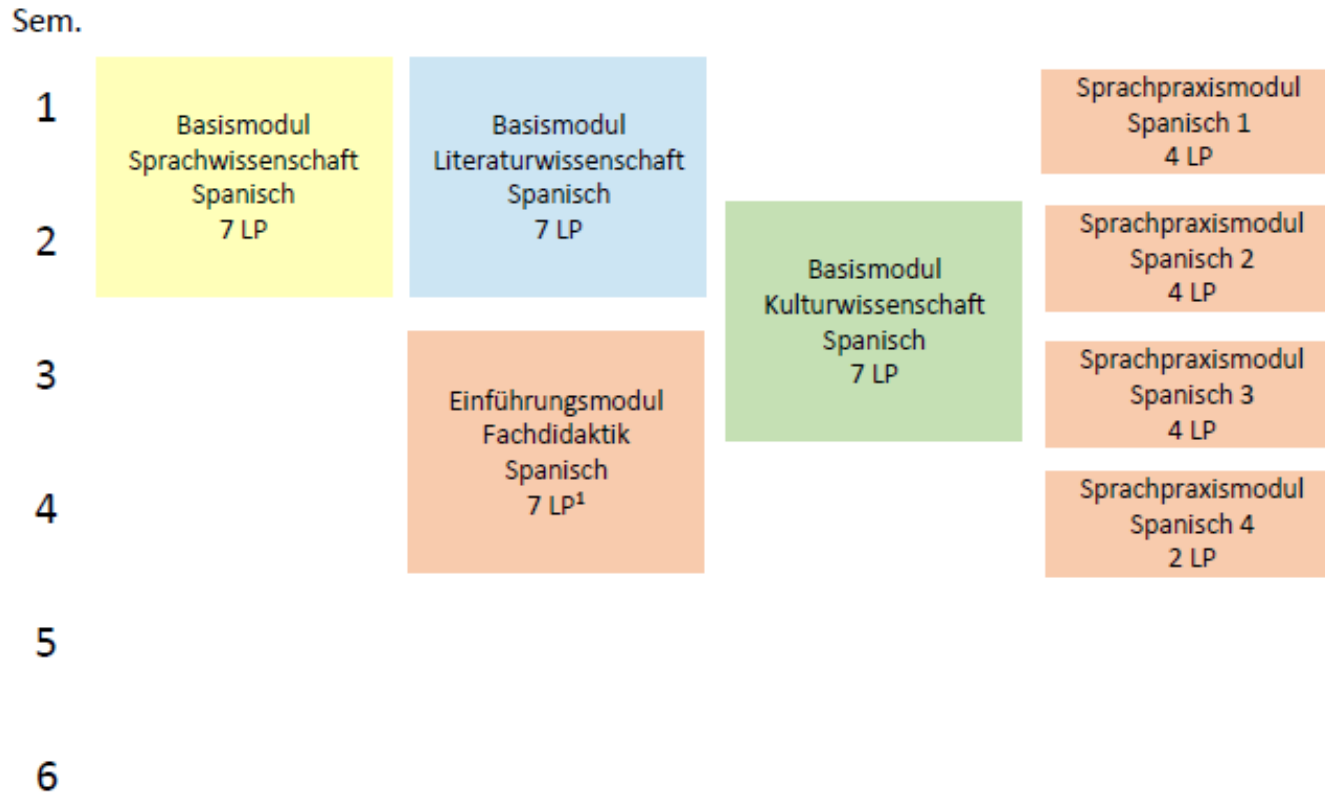 Sem.
1
Basismodul
Sprachwissenschaft
Spanisch
7 LP
Basismodul
Literaturwissenschaft
Spanisch
7 LP
Sprachpraxismodul
Spanisch 1
4 LP
2
Basismodul
Kulturwissenschaft
Spanisch
7 LP
Sprachpraxismodul
Spanisch 2
4 LP
3
Einführungsmodul
Fachdidaktik
Spanisch
7 LP¹
Sprachpraxismodul
Spanisch 3
4 LP
4
Sprachpraxismodul
Spanisch 4
2 LP
5
6